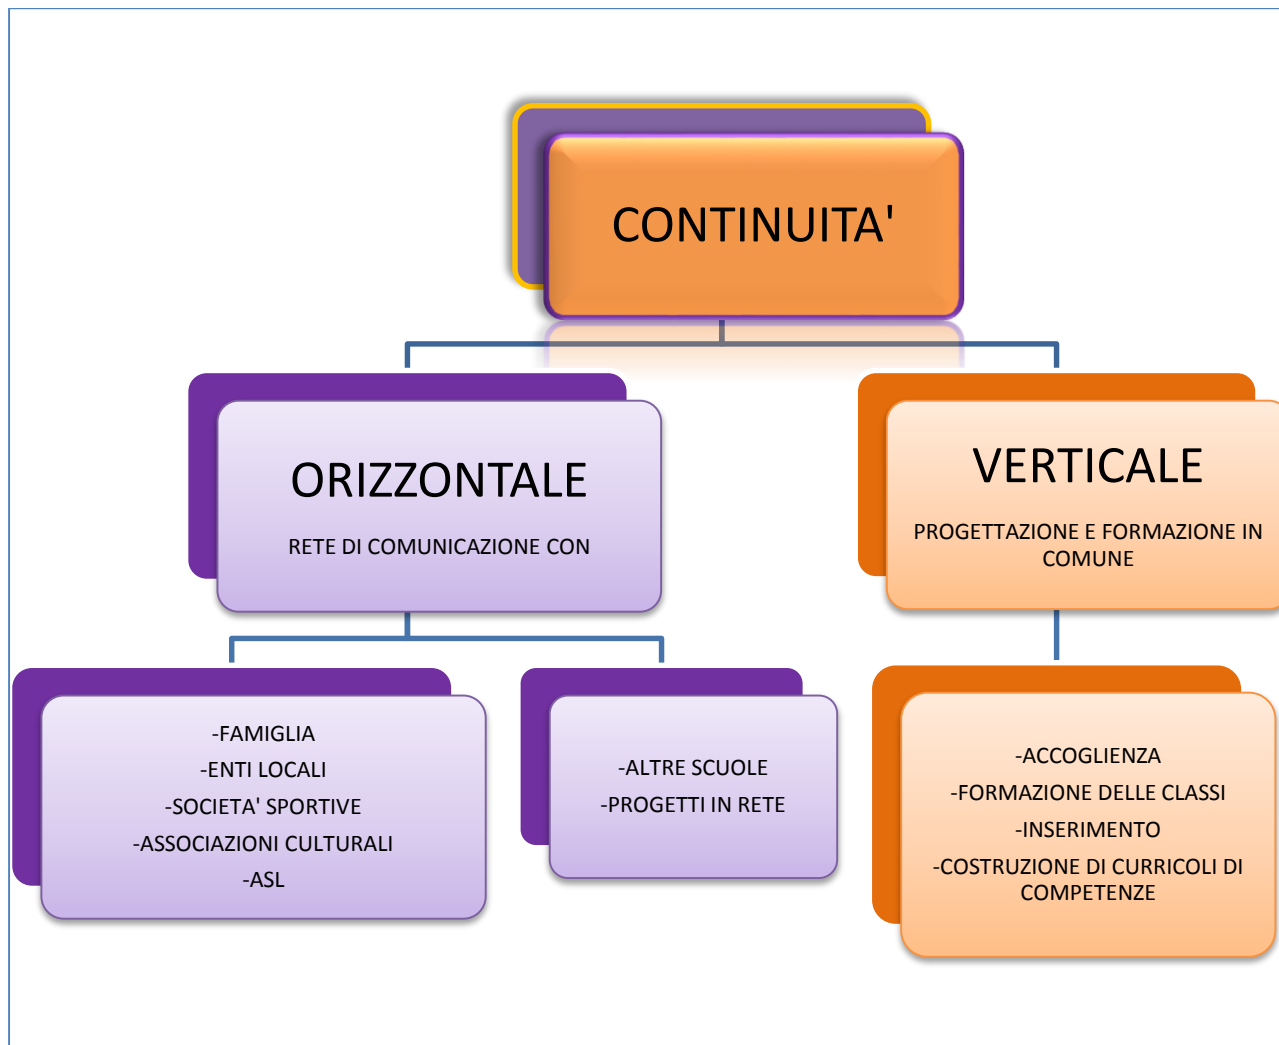 CONTINUITA'
ORIZZONTALE
RETE DI COMUNICAZIONE CON
VERTICALE
PROGETTAZIONE E FORMAZIONE IN
COMUNE
-FAMIGLIA
-ENTI LOCALI
-SOCIETA' SPORTIVE
-ASSOCIAZIONI CULTURALI
-ASL
-ALTRE SCUOLE
-PROGETTI IN RETE
-ACCOGLIENZA
-FORMAZIONE DELLE CLASSI
-INSERIMENTO
-COSTRUZIONE DI CURRICOLI DI
COMPETENZE